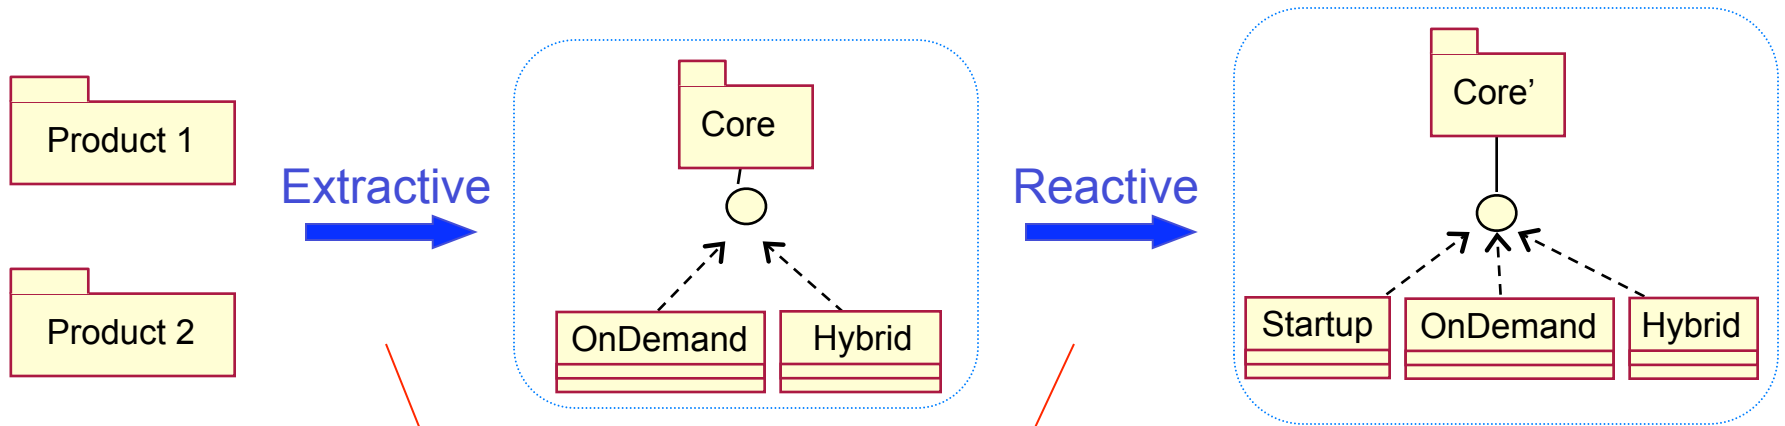 Product 1
Product 2
Extractive
Core
OnDemand
Hybrid
Reactive
Core’
Startup
OnDemand
Hybrid